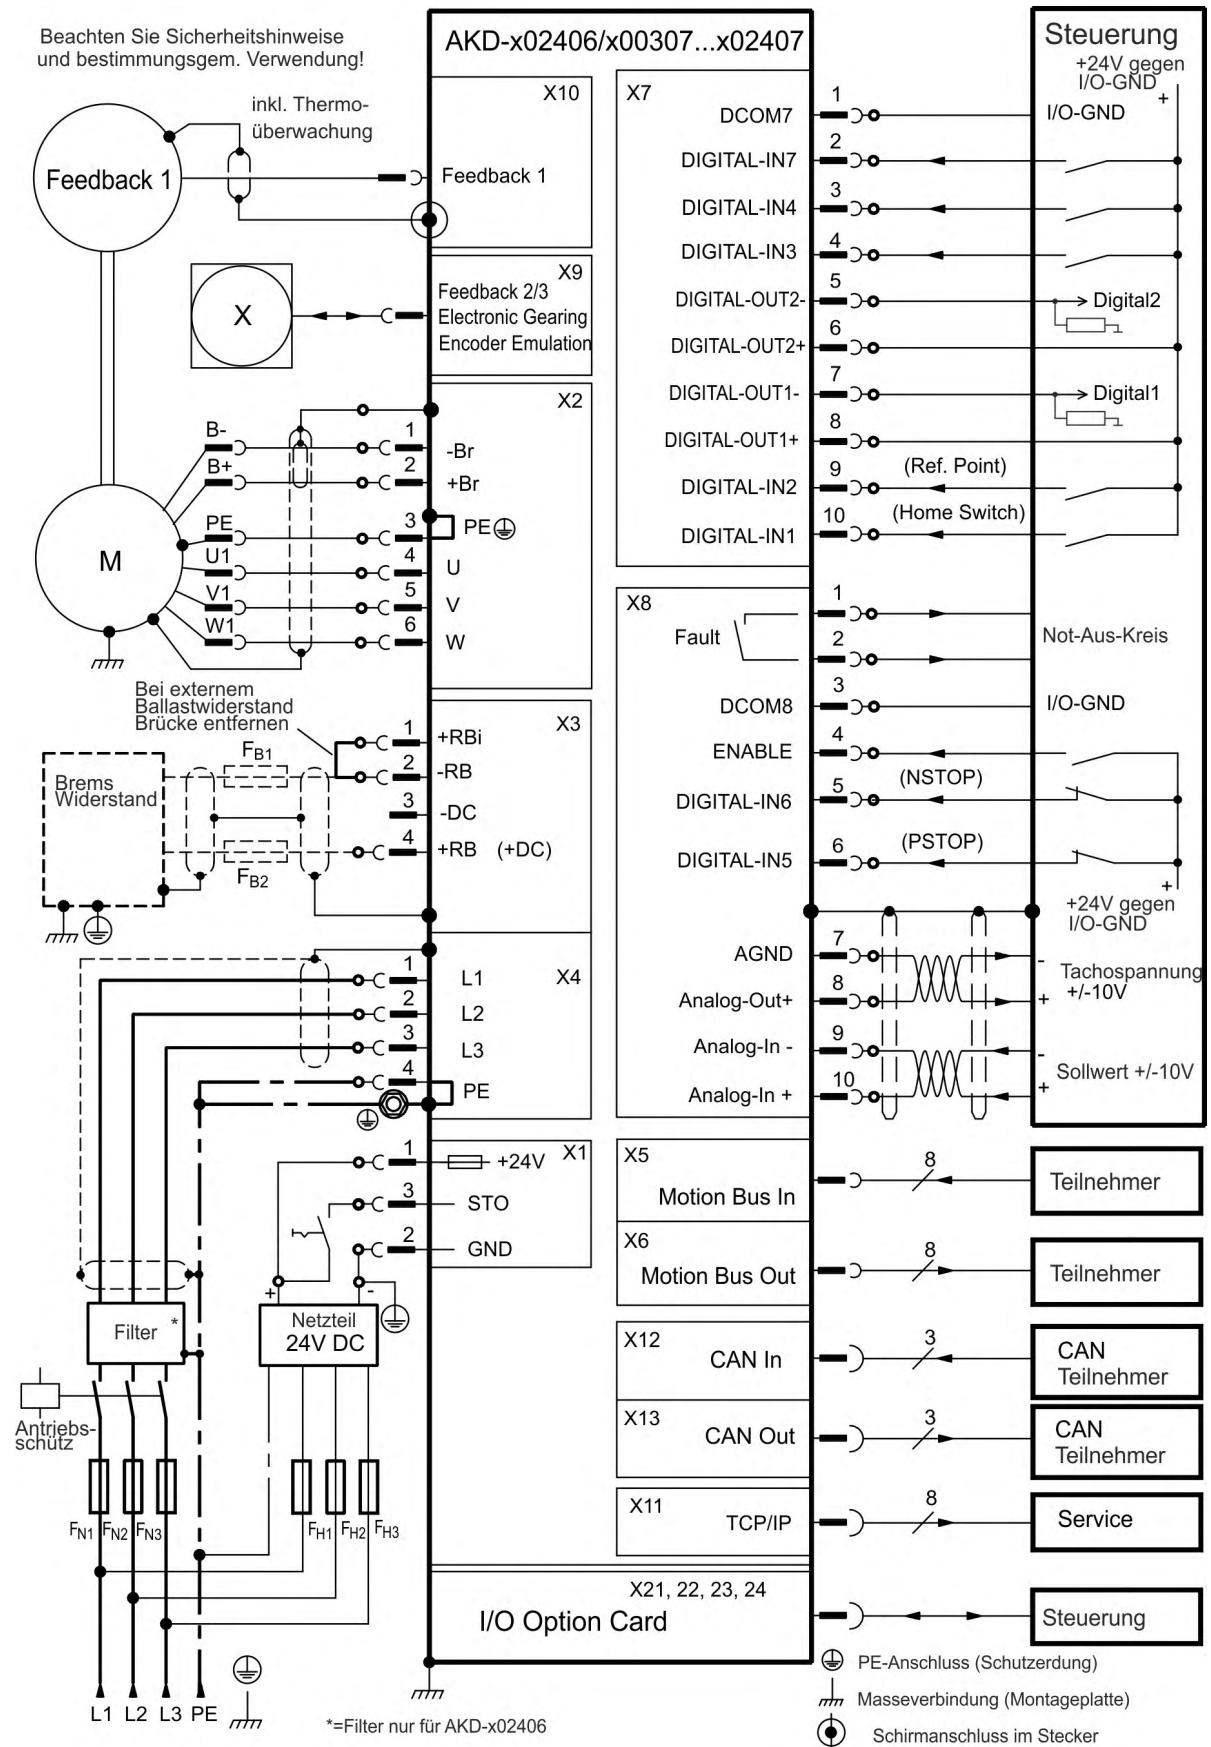 Beachten Sie Sicherheitshinweise
und bestimmungsgem. Verwendung!
AKD-x02406/x00307...x02407
Feedback 1
inkl. Thermo-
überwachung
X10
Feedback 1
X
X9
Feedback 2/3
Electronic Gearing
Encoder Emulation
X2
M
B-
1
-Br
B+
2
+Br
PE
3
PE
U1
4
U
V1
5
V
W1
6
W
Bei externem
Ballastwiderstand
Brücke entfernen
X3
Brems
Widerstand
FB1
FB2
1
+RBi
2
-RB
3
-DC
4
+RB (+DC)
X4
1
L1
2
L2
3
L3
4
PE
X1
1
+24V
3
STO
2
GND
+
-
Netzteil
24V DC
Filter *
Antriebs-
schütz
FN1 FN2 FN3
FH1 FH2 FH3
L1 L2 L3 PE
*=Filter nur für AKD-x02406
X7
DCOM7
1
DIGITAL-IN7
2
DIGITAL-IN4
3
DIGITAL-IN3
4
DIGITAL-OUT2-
5
DIGITAL-OUT2+
6
DIGITAL-OUT1-
7
DIGITAL-OUT1+
8
DIGITAL-IN2
9
(Ref. Point)
DIGITAL-IN1
10
(Home Switch)
X8
Fault
1
2
DCOM8
3
ENABLE
4
DIGITAL-IN6
5
(NSTOP)
DIGITAL-IN5
6
(PSTOP)
AGND
7
Analog-Out+
8
Analog-In -
9
Analog-In +
10
Steuerung
+24V gegen
I/O-GND
+
I/O-GND
Digital2
Digital1
Not-Aus-Kreis
I/O-GND
+
+24V gegen
I/O-GND
-
Tachospannung
+/-10V
+
-
Sollwert +/-10V
+
X5
Motion Bus In
8
Teilnehmer
X6
Motion Bus Out
8
Teilnehmer
X12
CAN In
3
CAN
Teilnehmer
X13
CAN Out
3
CAN
Teilnehmer
X11
TCP/IP
8
Service
X21, 22, 23, 24
I/O Option Card
Steuerung
PE-Anschluss (Schutzerdung)
Masseverbindung (Montageplatte)
Schirmanschluss im Stecker